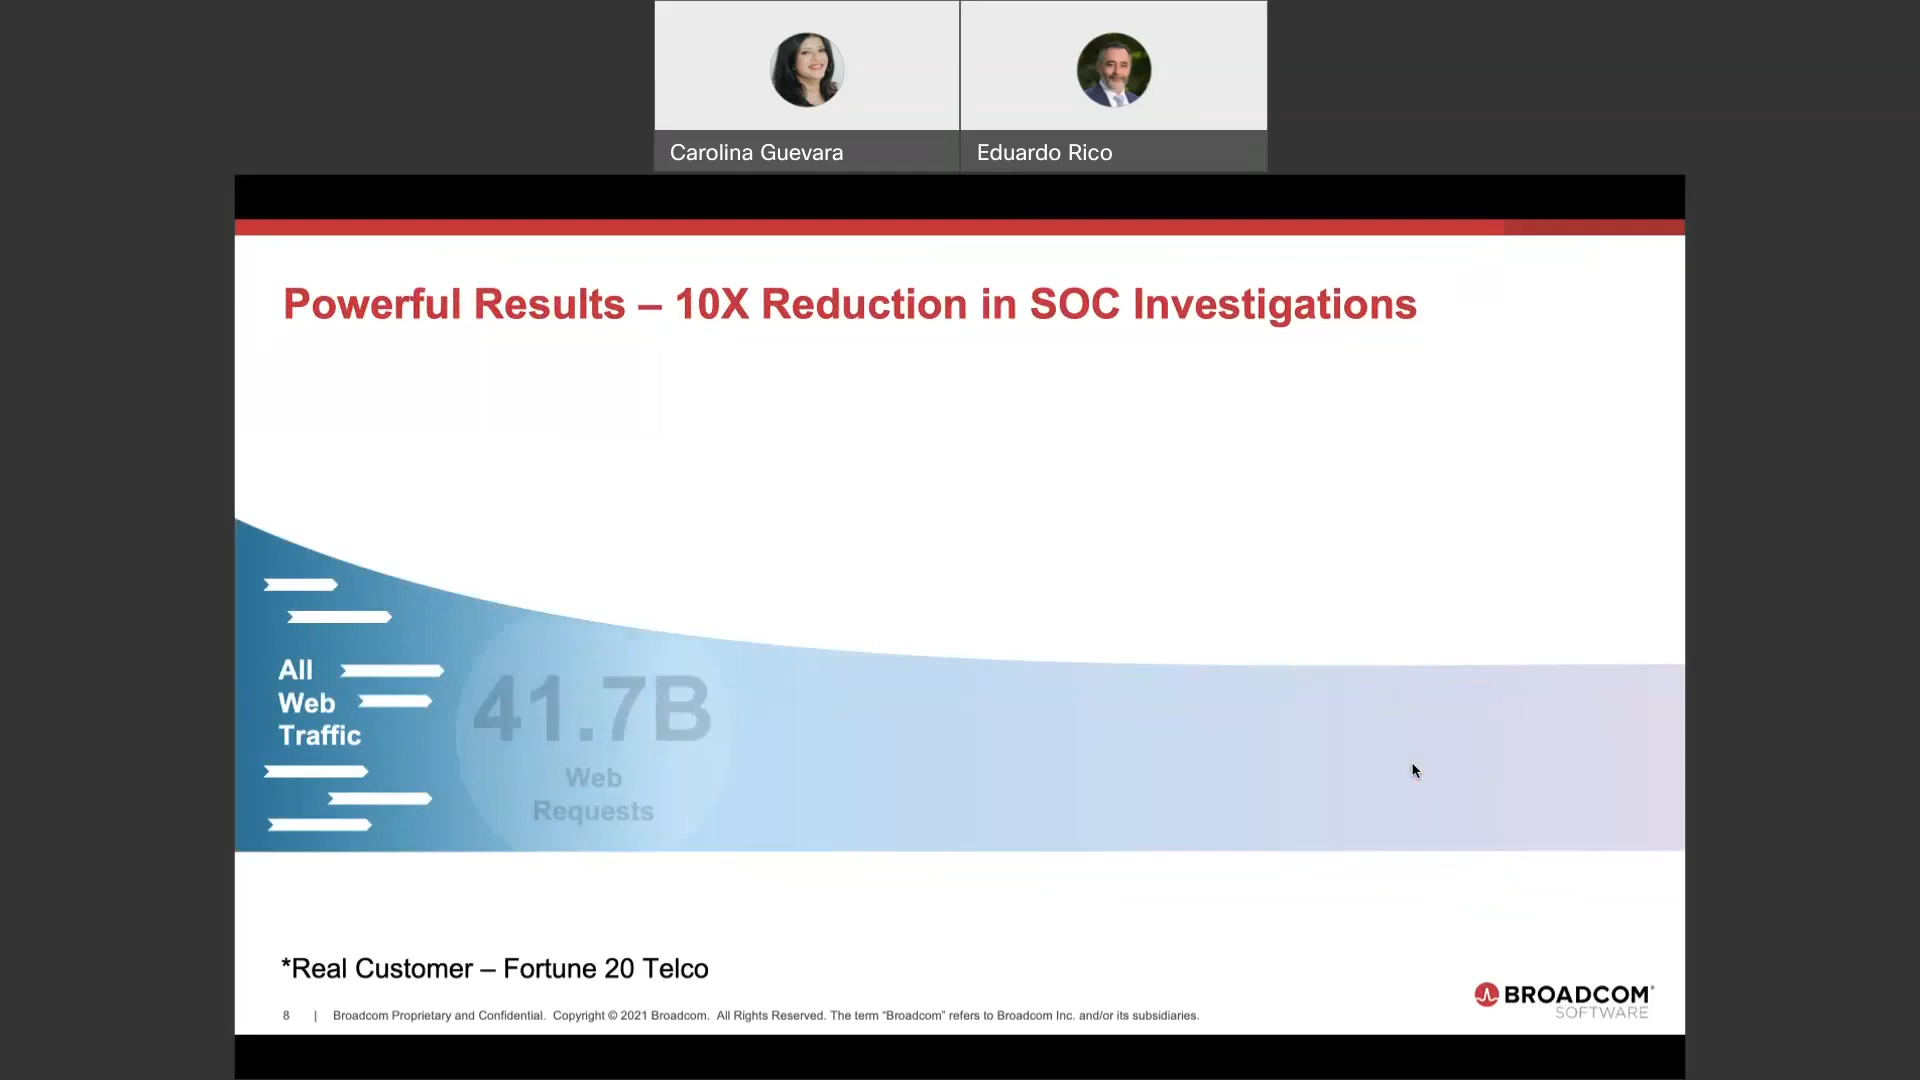 Carolina Guevara
Eduardo Rico
Powerful Results – 10X Reduction in SOC Investigations
All
Web
Traffic
41.7B
Web
Requests
*Real Customer – Fortune 20 Telco
8 | Broadcom Proprietary and Confidential. Copyright © 2021 Broadcom. All Rights Reserved. The term “Broadcom” refers to Broadcom Inc. and/or its subsidiaries.
BROADCOM®
SOFTWARE